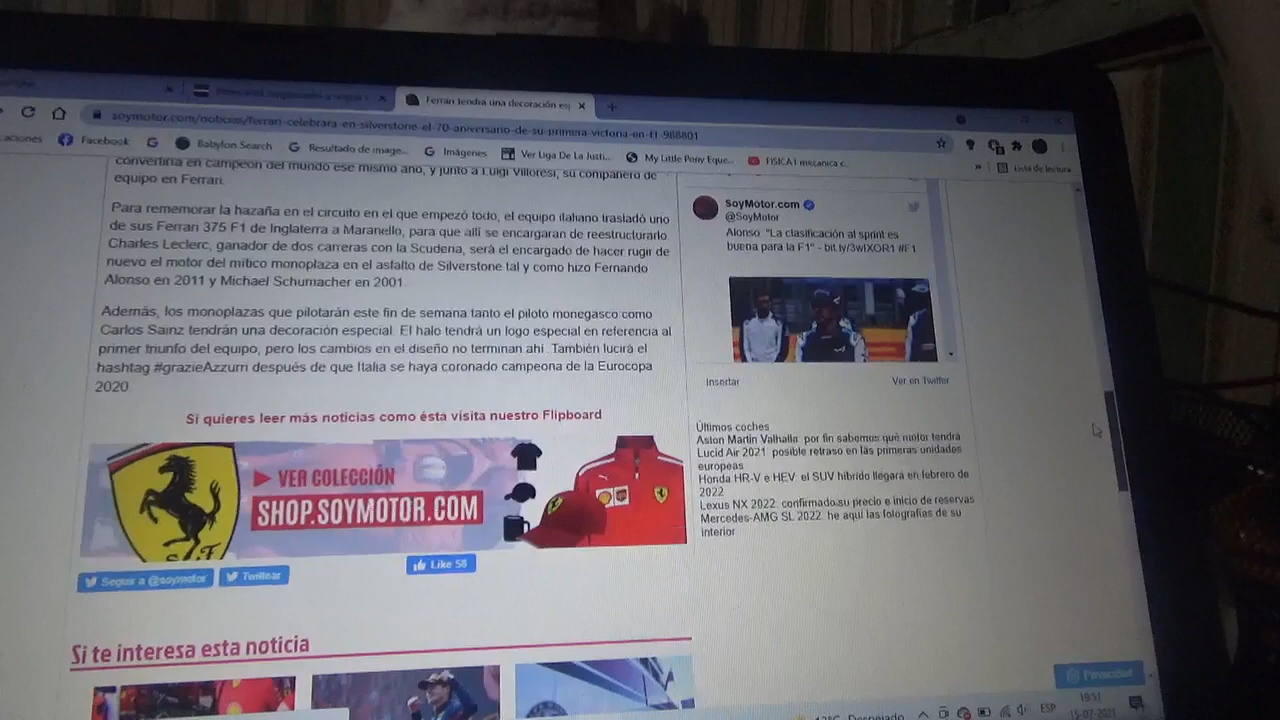 Ferrari tendrá una decoración esp
soymotor.com/noticias/ferrari-celebrara-en-silverstone-el-70-aniversario-de-su-primera-victoria-en-f1-988801
aciones
Facebook
Babylon Search
Resultado de image...
Imágenes
Ver Liga De La Justi...
My Little Pony Eque...
FISICA I mecanica c...
»
Lista de lectura
convertiría en campeón del mundo ese mismo año, y junto a Luigi Villoresi, su compañero de
equipo en Ferrari.
Para rememorar la hazaña en el circuito en el que empezó todo, el equipo italiano trasladó uno
de sus Ferrari 375 F1 de Inglaterra a Maranello, para que allí se encargaran de reestructurarlo.
Charles Leclerc, ganador de dos carreras con la Scuderia, será el encargado de hacer rugir de
nuevo el motor del mítico monoplaza en el asfalto de Silverstone tal y como hizo Fernando
Alonso en 2011 y Michael Schumacher en 2001.
Además, los monoplazas que pilotarán este fin de semana tanto el piloto monegasco como
Carlos Sainz tendrán una decoración especial. El halo tendrá un logo especial en referencia al
primer triunfo del equipo, pero los cambios en el diseño no terminan ahí. También lucirá el
hashtag #grazieAzzurri después de que Italia se haya coronado campeona de la Eurocopa
2020.
Si quieres leer más noticias como ésta visita nuestro Flipboard
VER COLECCIÓN
SHOP.SOYMOTOR.COM
S F
Seguir a @soymotor
Twittear
Like 58
Si te interesa esta noticia
SoyMotor.com
@SoyMotor
Alonso: "La clasificación al sprint es
buena para la F1" - bit.ly/3wIXOR1 #F1
Insertar
Ver en Twitter
Últimos coches
Aston Martin Valhalla: por fin sabemos qué motor tendrá
Lucid Air 2021: posible retraso en las primeras unidades
europeas
Honda HR-V e:HEV: el SUV híbrido llegará en febrero de
2022
Lexus NX 2022: confirmado su precio e inicio de reservas
Mercedes-AMG SL 2022: he aquí las fotografías de su
interior
Privacidad
Despejado
ESP
19:51
15-07-2021